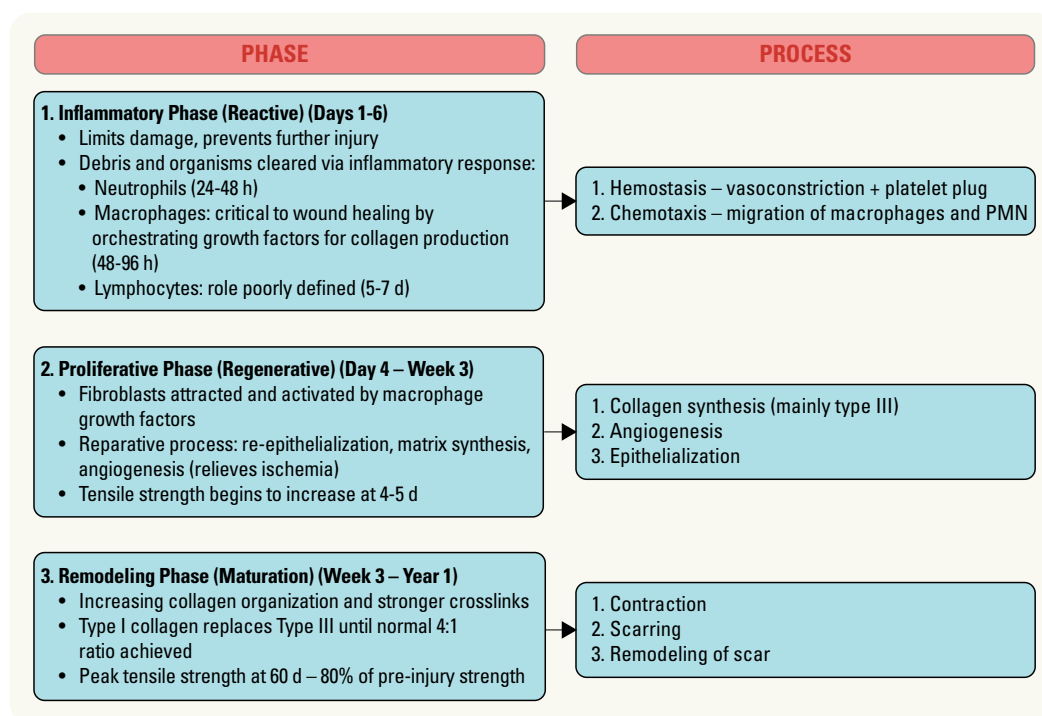 PHASE
PROCESS
1. Inflammatory Phase (Reactive) (Days 1-6)
• Limits damage, prevents further injury
• Debris and organisms cleared via inflammatory response:
• Neutrophils (24-48 h)
• Macrophages: critical to wound healing by
orchestrating growth factors for collagen production
(48-96 h)
• Lymphocytes: role poorly defined (5-7 d)
1. Hemostasis – vasoconstriction + platelet plug
2. Chemotaxis – migration of macrophages and PMN
2. Proliferative Phase (Regenerative) (Day 4 – Week 3)
• Fibroblasts attracted and activated by macrophage
growth factors
• Reparative process: re-epithelialization, matrix synthesis,
angiogenesis (relieves ischemia)
• Tensile strength begins to increase at 4-5 d
1. Collagen synthesis (mainly type III)
2. Angiogenesis
3. Epithelialization
3. Remodeling Phase (Maturation) (Week 3 – Year 1)
• Increasing collagen organization and stronger crosslinks
• Type I collagen replaces Type III until normal 4:1
ratio achieved
• Peak tensile strength at 60 d – 80% of pre-injury strength
1. Contraction
2. Scarring
3. Remodeling of scar